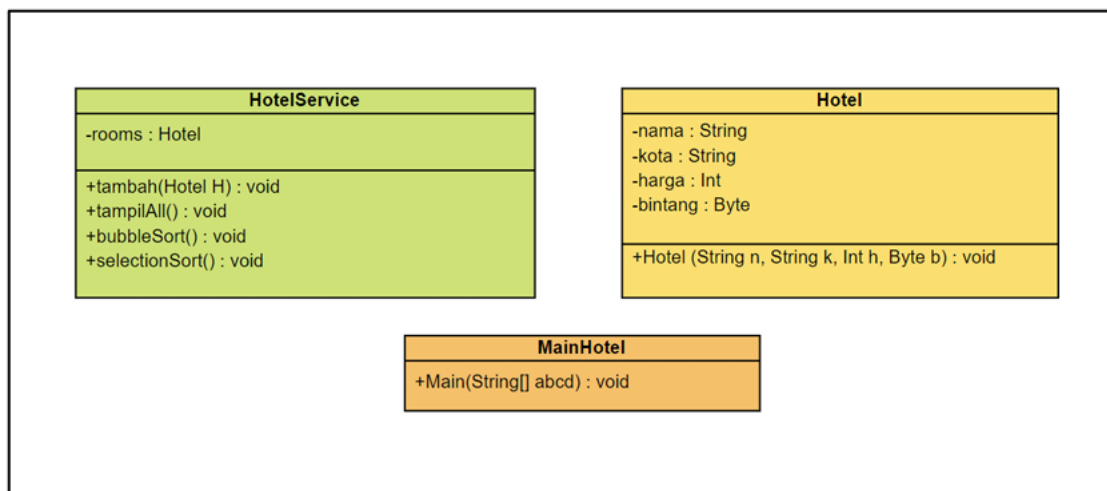 HotelService
-rooms : Hotel
+tambah(Hotel H) : void
+tampilAll() : void
+bubbleSort() : void
+selectionSort() : void
Hotel
-nama : String
-kota : String
-harga : Int
-bintang : Byte
+Hotel (String n, String k, Int h, Byte b) : void
MainHotel
+Main(String[] abcd) : void